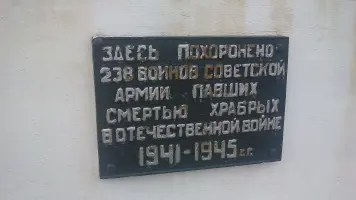 ЗДЕСЬ ПОХОРОНЕНО
238 ВОИНОВ СОВЕТСКОЙ
АРМИИ ПАВШИХ
СМЕРТЬЮ ХРАБРЫХ
В ОТЕЧЕСТВЕННОЙ ВОЙНЕ
1941-1945 г.г.